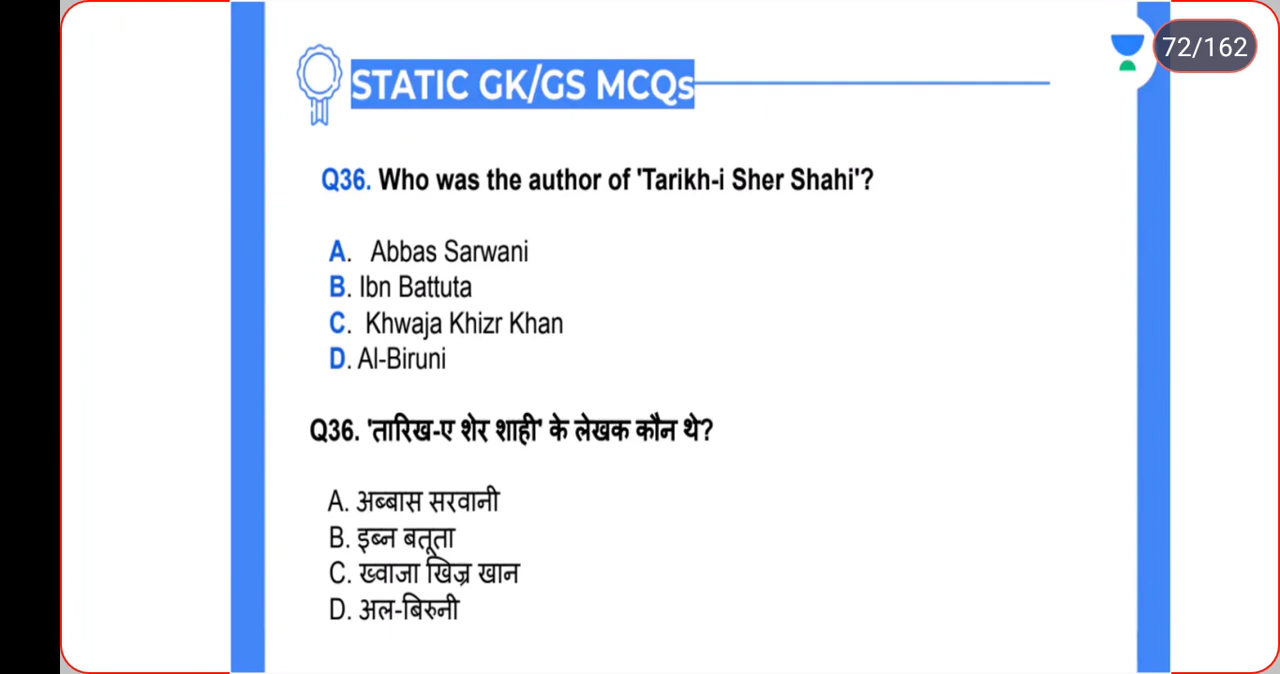 72/162
STATIC GK/GS MCQs
Q36. Who was the author of 'Tarikh-i Sher Shahi'?
A. Abbas Sarwani
B. Ibn Battuta
C. Khwaja Khizr Khan
D. Al-Biruni
Q36. 'तारिख-ए शेर शाही' के लेखक कौन थे?
A. अब्बास सरवानी
B. इब्न बतूता
C. ख्वाजा खिज्र खान
D. अल-बिरुनी